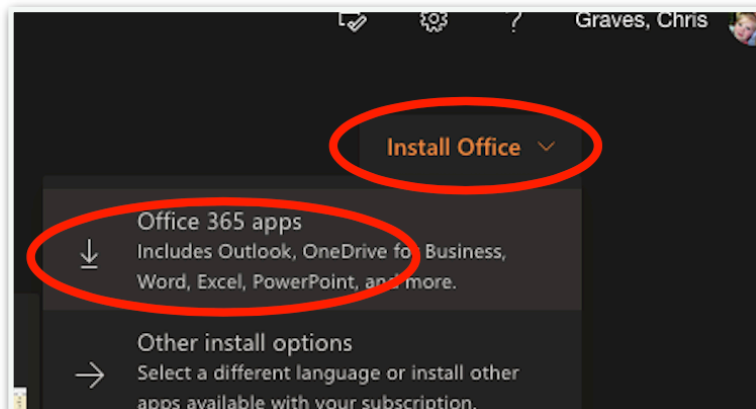 Graves, Chris
Install Office
Office 365 apps
Includes Outlook, OneDrive for Business,
Word, Excel, PowerPoint, and more.
Other install options
Select a different language or install other
apps available with your subscription.